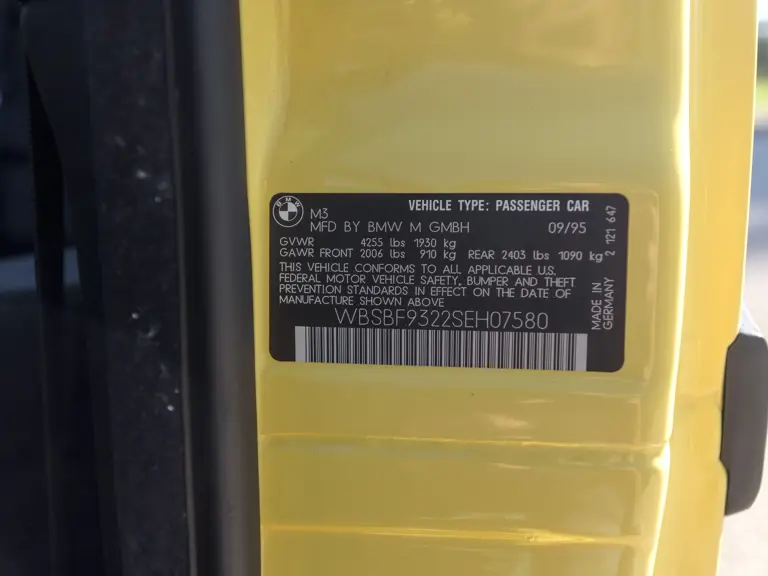 BMW
VEHICLE TYPE: PASSENGER CAR
M3
MFD BY BMW M GMBH 09/95
GVWR 4255 lbs 1930 kg
GAWR FRONT 2006 lbs 910 kg REAR 2403 lbs 1090 kg
THIS VEHICLE CONFORMS TO ALL APPLICABLE U.S.
FEDERAL MOTOR VEHICLE SAFETY, BUMPER AND THEFT
PREVENTION STANDARDS IN EFFECT ON THE DATE OF
MANUFACTURE SHOWN ABOVE
WBSBF9322SEH07580
MADE IN
GERMANY
2 121 647